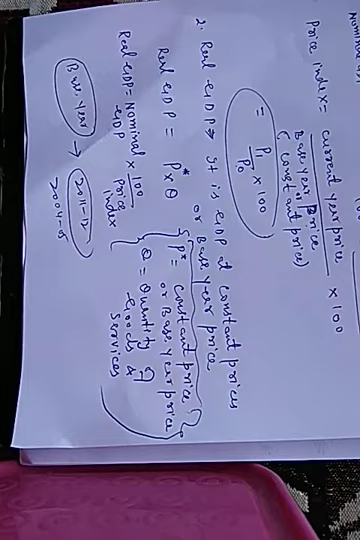 Nominal
Price index = current year price
Base year price × 100
(constant price)
= P1/P0 × 100
2. Real GDP → It is GDP at constant prices
or Base year price
Real GDP = P* × Q
{ P* = constant price
or Base year price }
Q = Quantity of
Goods &
Services
Real GDP = Nominal GDP × 100
Price index
Base year → 2011-12
2004-05